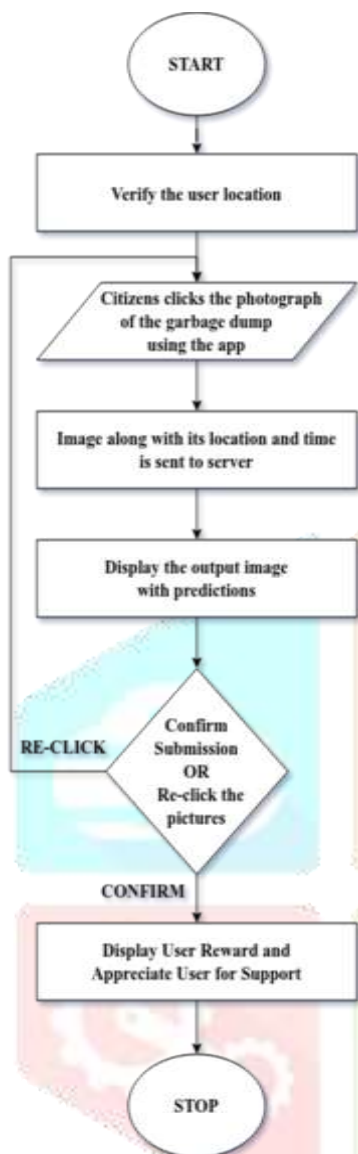 START
Verify the user location
Citizens clicks the photograph
of the garbage dump
using the app
Image along with its location and time
is sent to server
Display the output image
with predictions
Confirm
Submission
OR
Re-click the
pictures
RE-CLICK
CONFIRM
Display User Reward and
Appreciate User for Support
STOP